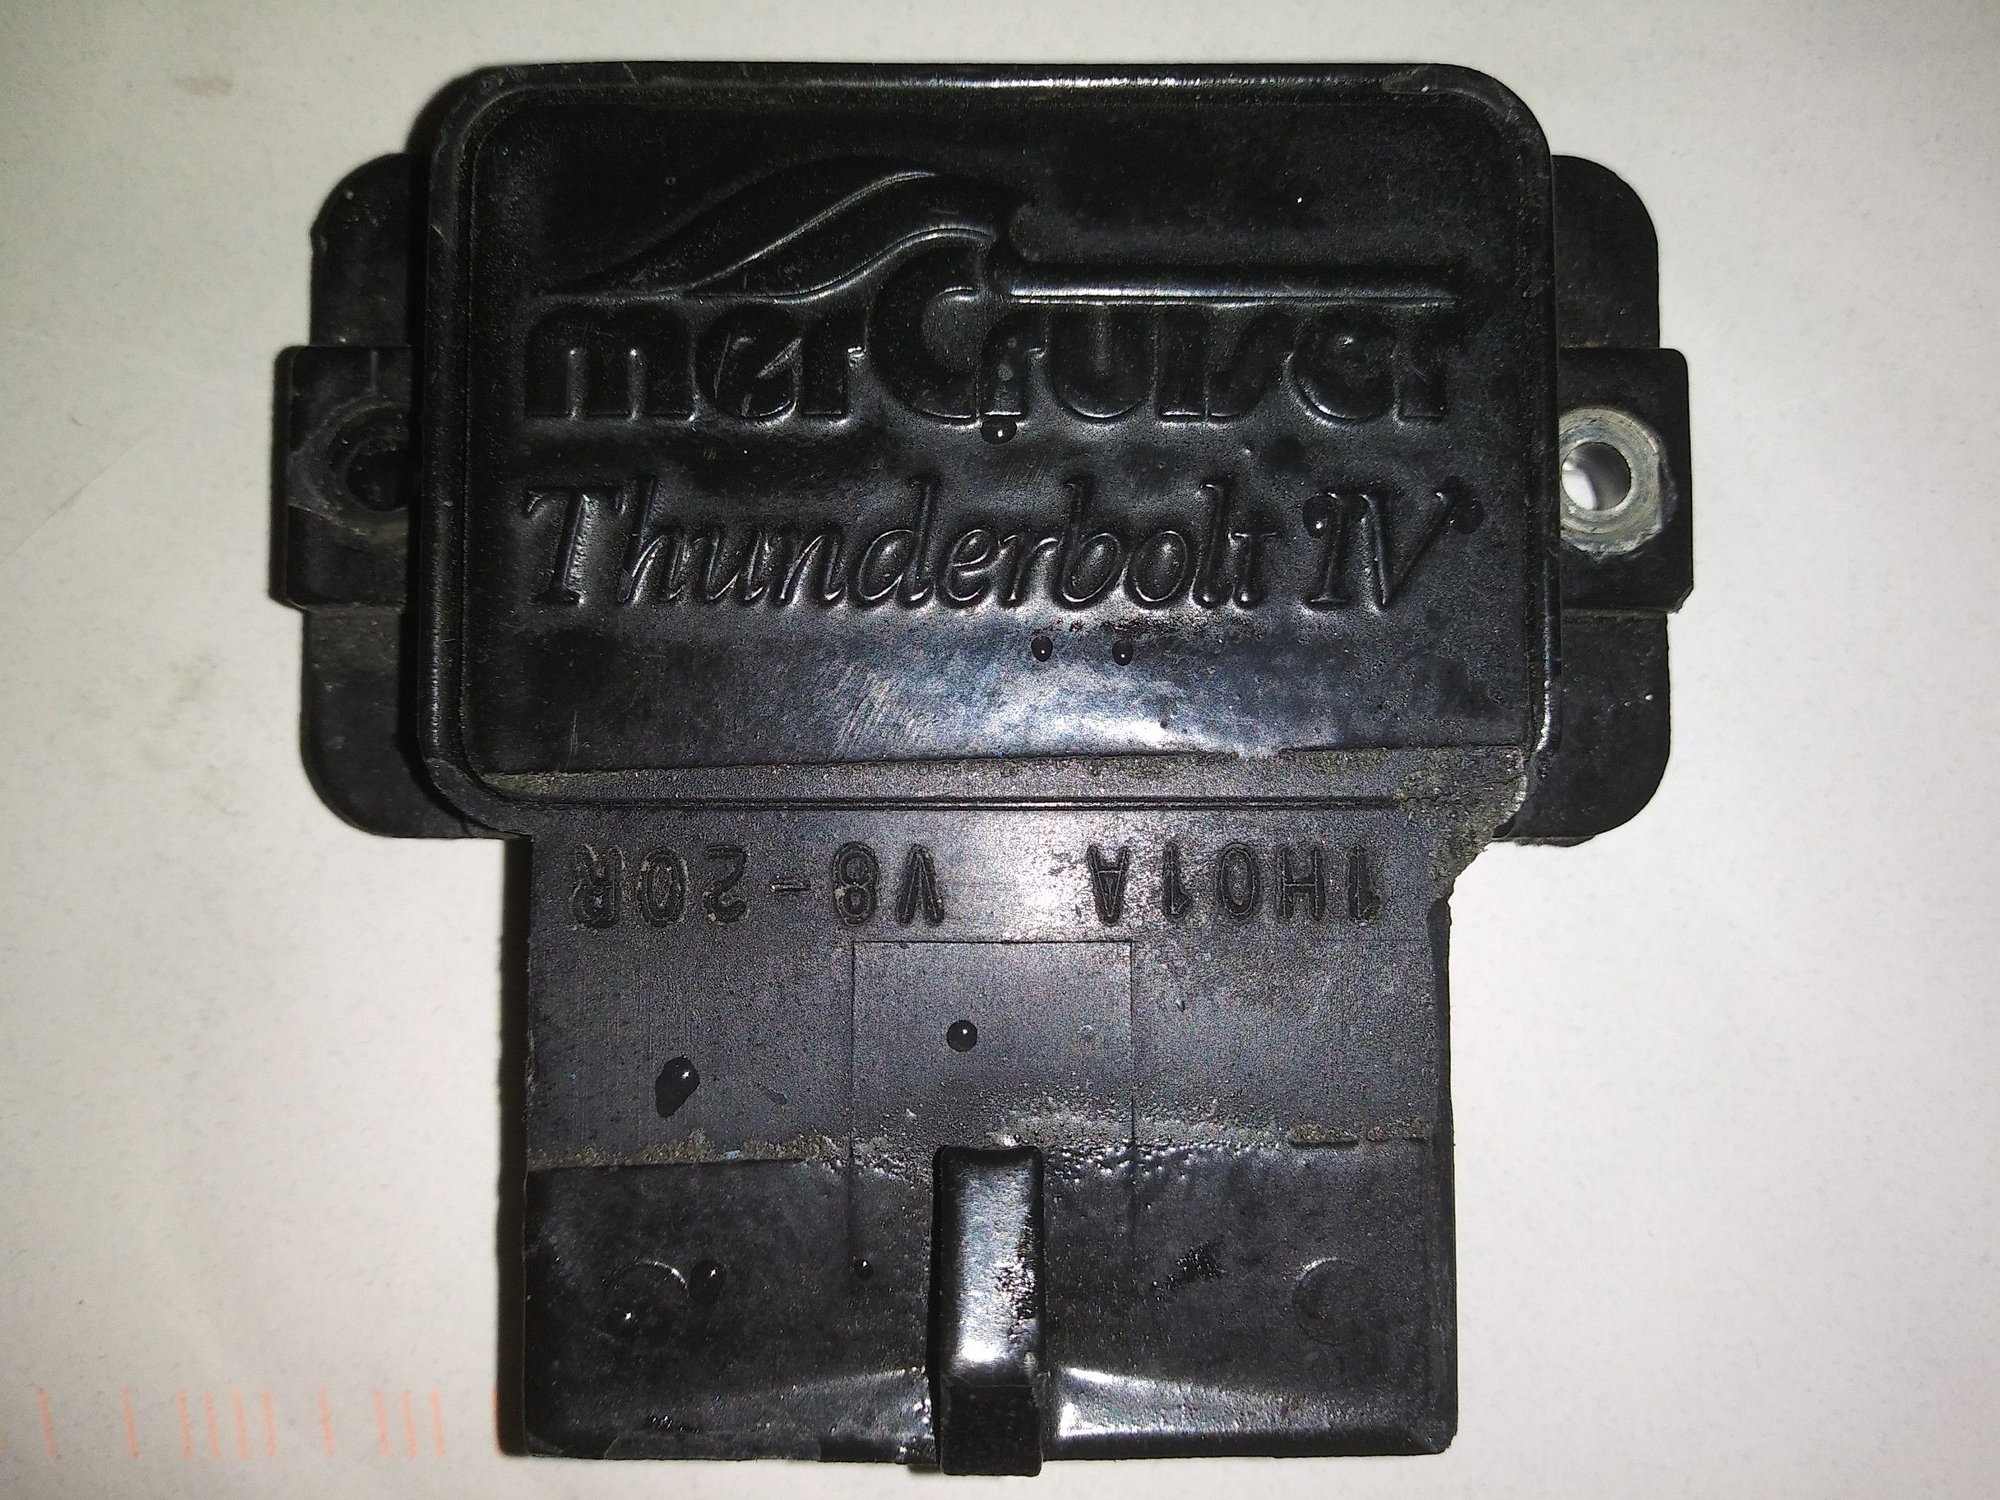 merCruiser
Thunderbolt IV
1H01A V8-20R